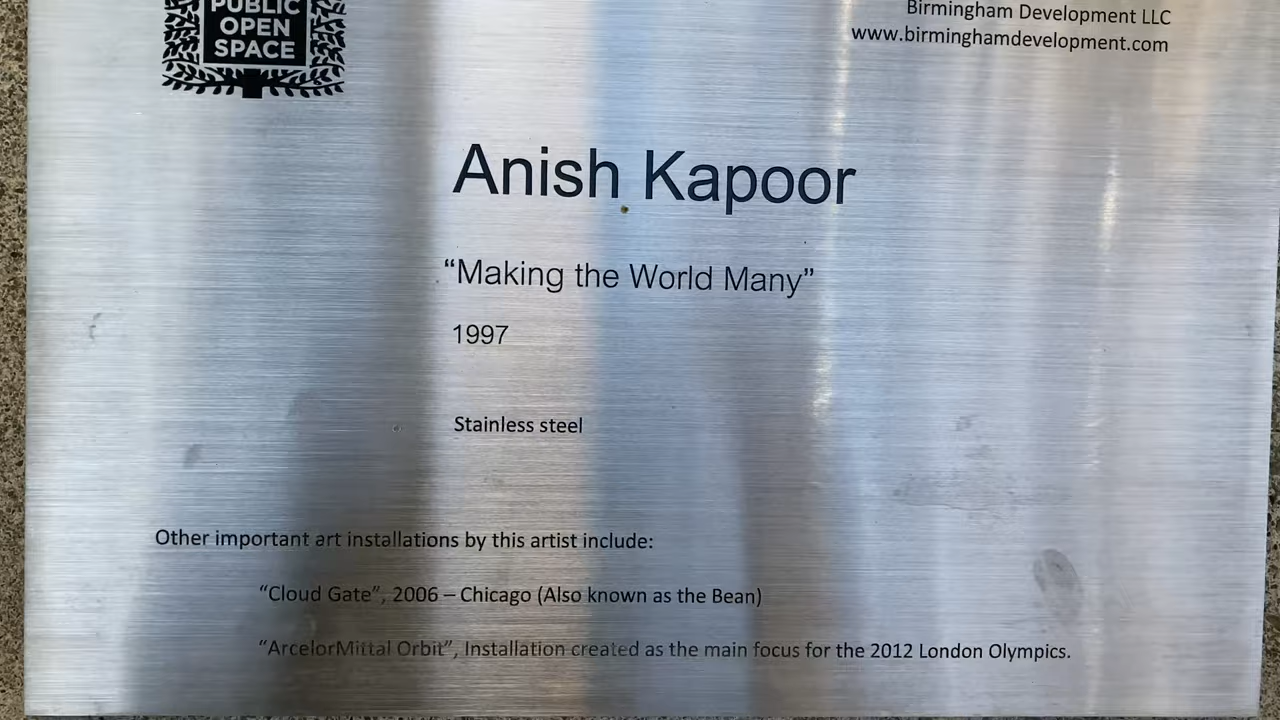 PUBLIC
OPEN
SPACE
Birmingham Development LLC
www.birminghamdevelopment.com
Anish Kapoor
“Making the World Many”
1997
Stainless steel
Other important art installations by this artist include:
“Cloud Gate”, 2006 – Chicago (Also known as the Bean)
“ArcelorMittal Orbit”, Installation created as the main focus for the 2012 London Olympics.